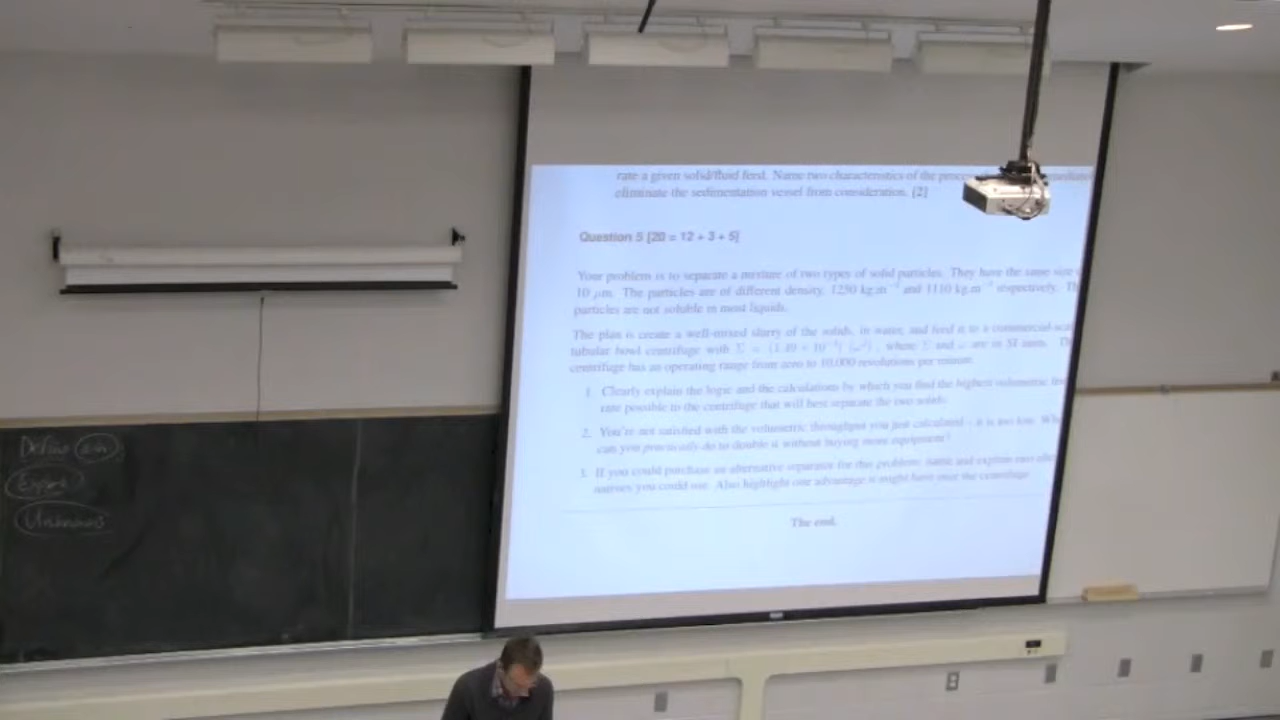 Define
Explore
Unknowns
rate a given solid/fluid feed. Name two characteristics of the
eliminate the sedimentation vessel from consideration. [2]
Question 5 [20 = 12 + 3 + 5]
Your problem is to separate a mixture of two types of solid particles. They have the same size
10 μm. The particles are of different density, 1250 kg.m⁻³ and 1110 kg.m⁻³ respectively.
particles are not soluble in most liquids.
The plan is create a well-mixed slurry of the solids, in water, and feed it to a
tubular bowl centrifuge with Σ = where Σ and ω are in SI units.
centrifuge has an operating range from zero to 10,000 revolutions per minute.
1. Clearly explain the logic and the calculations by which you find the highest volumetric
rate possible to the centrifuge that will best separate the two solids.
2. You're not satisfied with the volumetric throughput you just calculated - it is too low.
can you practically do to double it without buying more equipment?
3. If you could purchase an alternative separator for this problem: name and explain two
you could use. Also highlight one advantage is might have over the centrifuge.
The end.